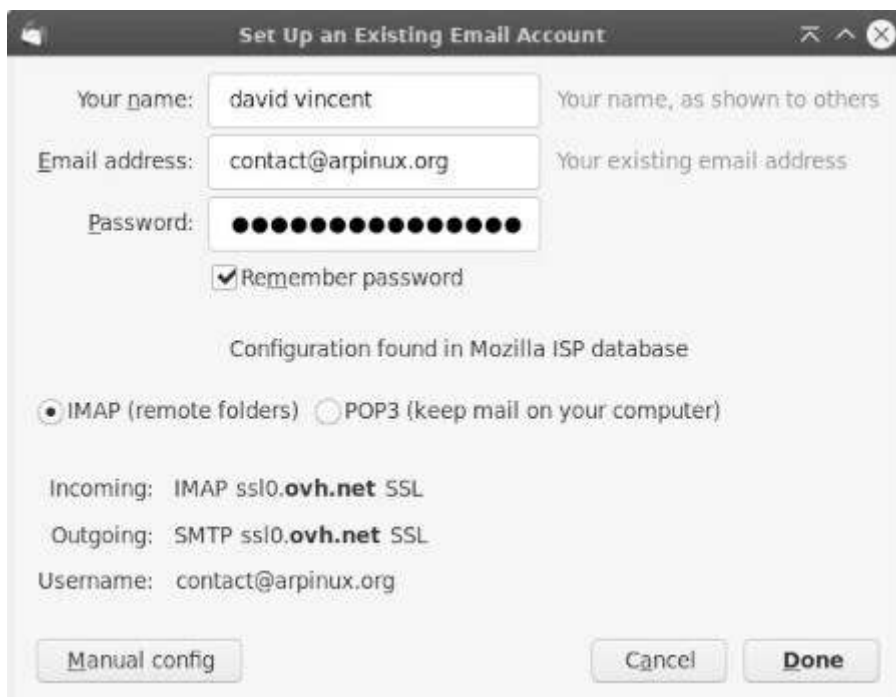 Set Up an Existing Email Account
Your name: david vincent Your name, as shown to others
Email address: contact@arpinux.org Your existing email address
Password: ●●●●●●●●●●●●●●●
Remember password
Configuration found in Mozilla ISP database
IMAP (remote folders) POP3 (keep mail on your computer)
Incoming: IMAP ssl0.ovh.net SSL
Outgoing: SMTP ssl0.ovh.net SSL
Username: contact@arpinux.org
Manual config Cancel Done